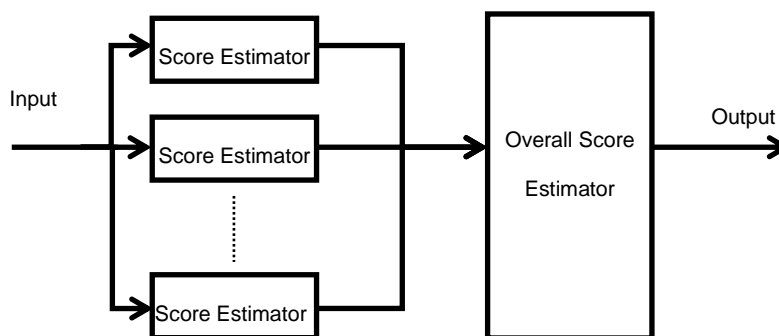 Input
Score Estimator
Score Estimator
Score Estimator
Overall Score
Estimator
Output